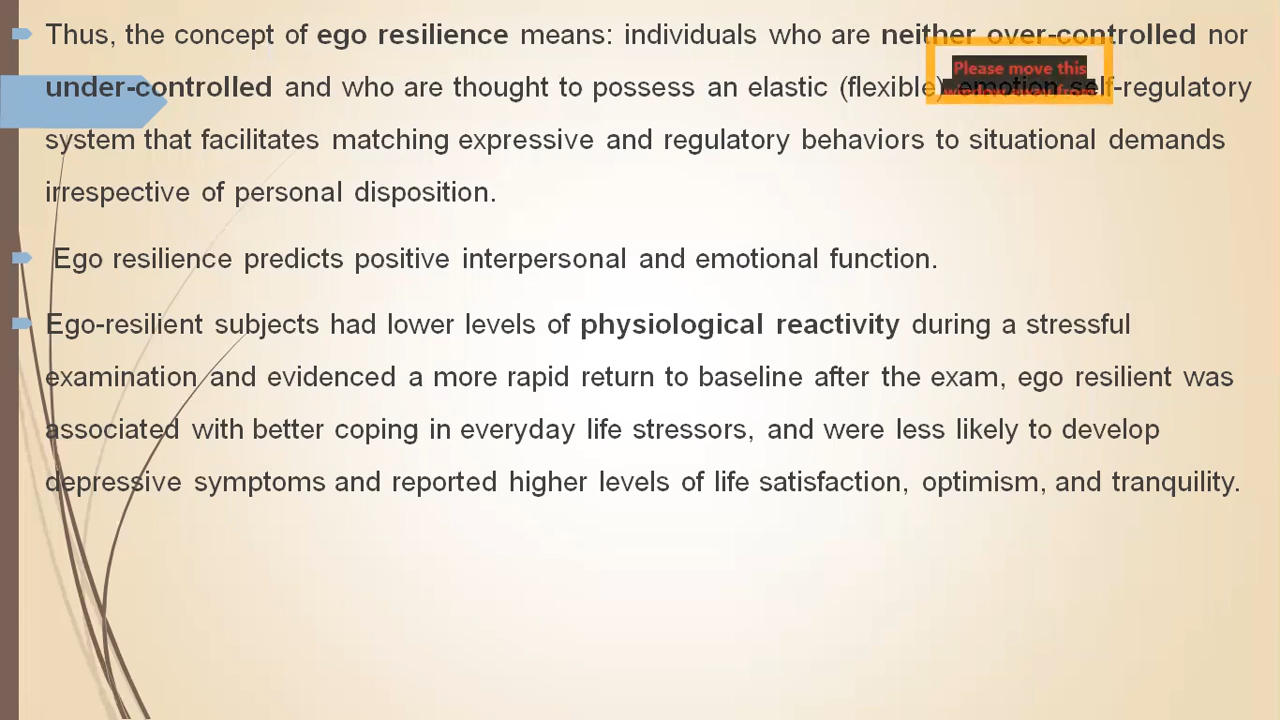 Thus, the concept of ego resilience means: individuals who are neither over-controlled nor
under-controlled and who are thought to possess an elastic (flexible) emotion self-regulatory
system that facilitates matching expressive and regulatory behaviors to situational demands
irrespective of personal disposition.
Ego resilience predicts positive interpersonal and emotional function.
Ego-resilient subjects had lower levels of physiological reactivity during a stressful
examination and evidenced a more rapid return to baseline after the exam, ego resilient was
associated with better coping in everyday life stressors, and were less likely to develop
depressive symptoms and reported higher levels of life satisfaction, optimism, and tranquility.
Please move this